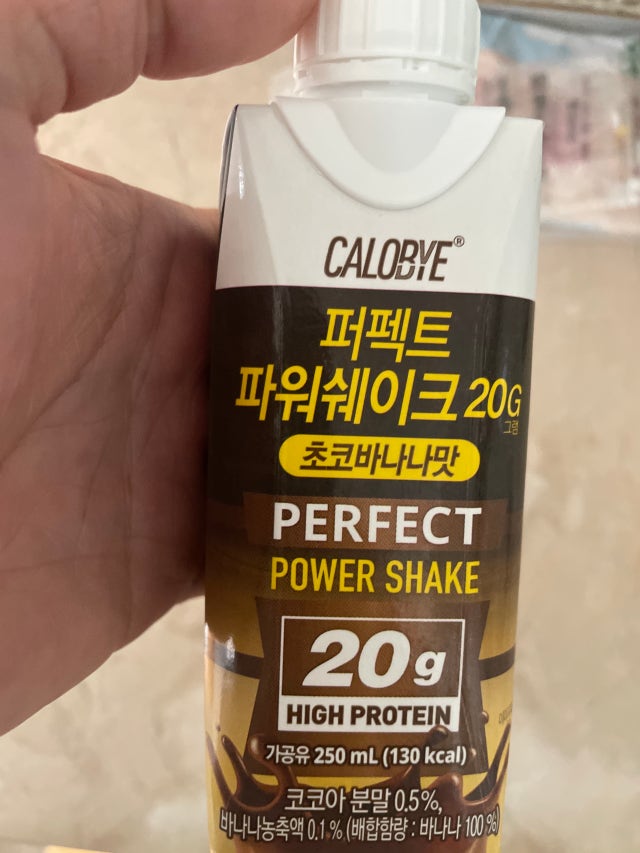 CALOBYE®
퍼펙트
파워쉐이크 20G
그램
초코바나나맛
PERFECT
POWER SHAKE
20g
HIGH PROTEIN
가공유 250 mL (130 kcal)
코코아 분말 0.5%,
바나나농축액 0.1% (배합함량 : 바나나 100%)